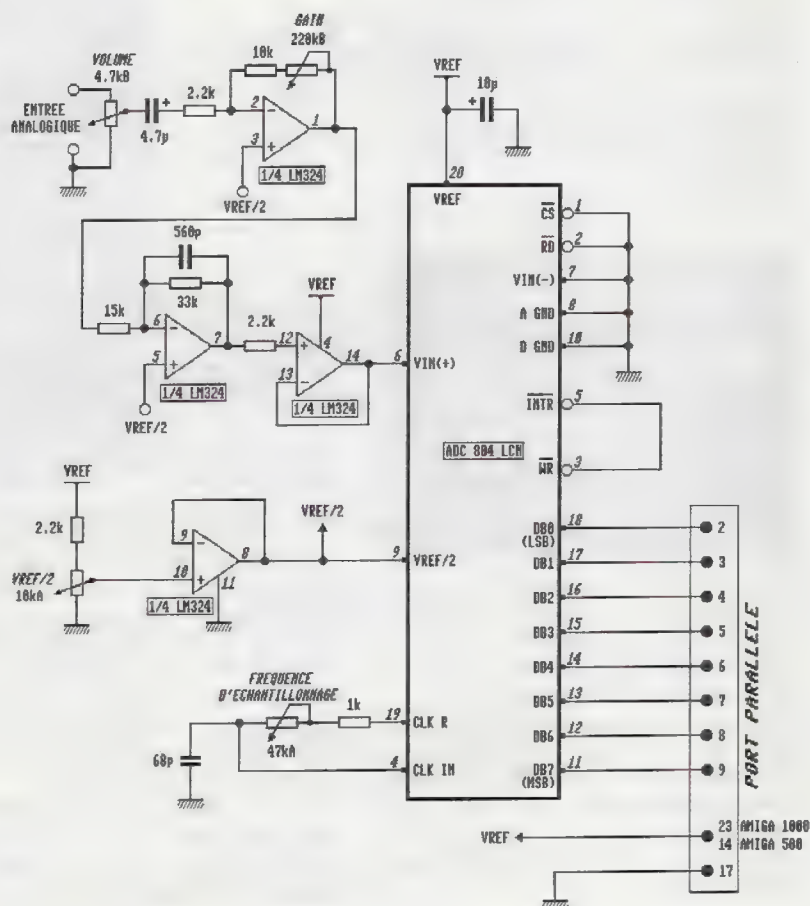 GAIN
220kB
10k
VOLUME
4.7kB
2.2k
ENTREE
ANALOGIQUE
4.7µ
2
3
1
1/4 LM324
VREF/2
VREF
10µ
20
VREF
560p
33k
15k
6
5
7
2.2k
VREF
12
4
13
14
1/4 LM324
1/4 LM324
VREF/2
6
VIN(+)
CS
1
RD
2
VIN(-)
7
A GND
8
D GND
10
INTR
5
ADC 804 LCN
WR
3
VREF
2.2k
VREF/2
10kA
9
10
8
11
1/4 LM324
VREF/2
9
VREF/2
DB0
(LSB)
18
2
DB1
17
3
DB2
16
4
DB3
15
5
DB4
14
6
DB5
13
7
DB6
12
8
DB7
(MSB)
11
9
PORT PARALLELE
FREQUENCE
D'ECHANTILLONNAGE
47kA
1k
19
CLK R
68p
4
CLK IN
VREF
23 AMIGA 1000
14 AMIGA 500
17